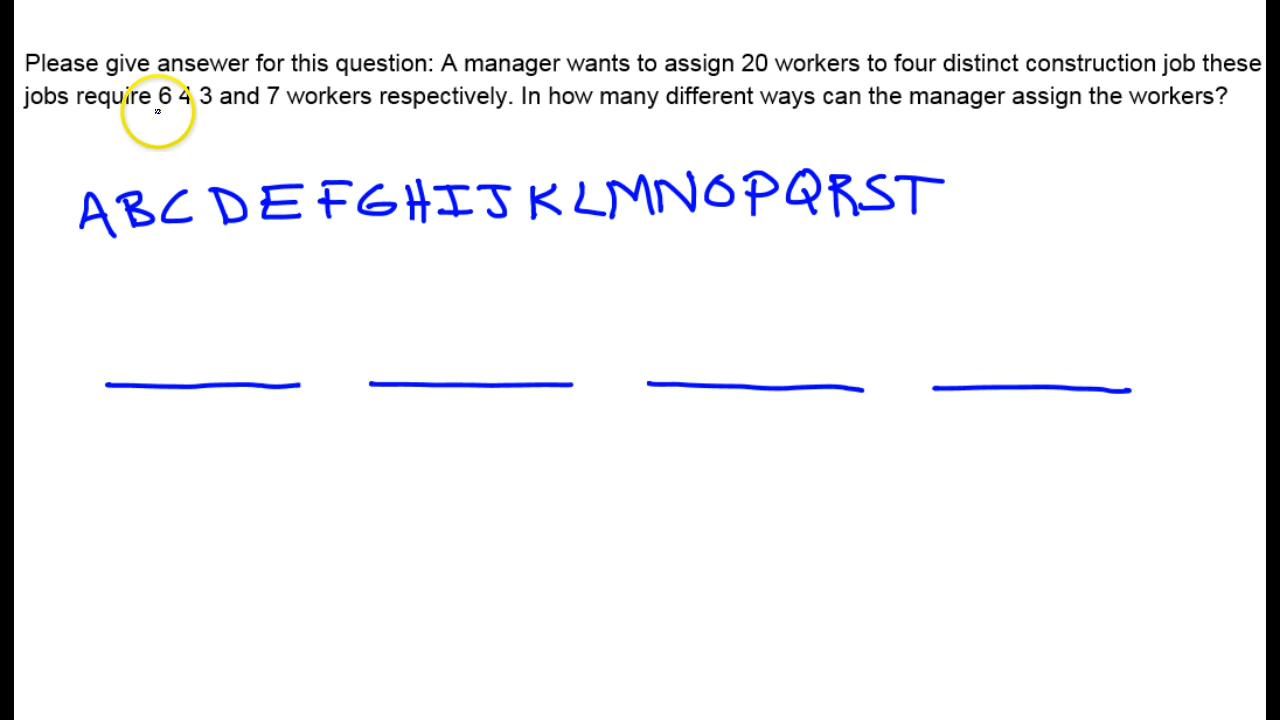 Please give ansewer for this question: A manager wants to assign 20 workers to four distinct construction job these
jobs require 6 4 3 and 7 workers respectively. In how many different ways can the manager assign the workers?
A B C D E F G H I J K L M N O P Q R S T